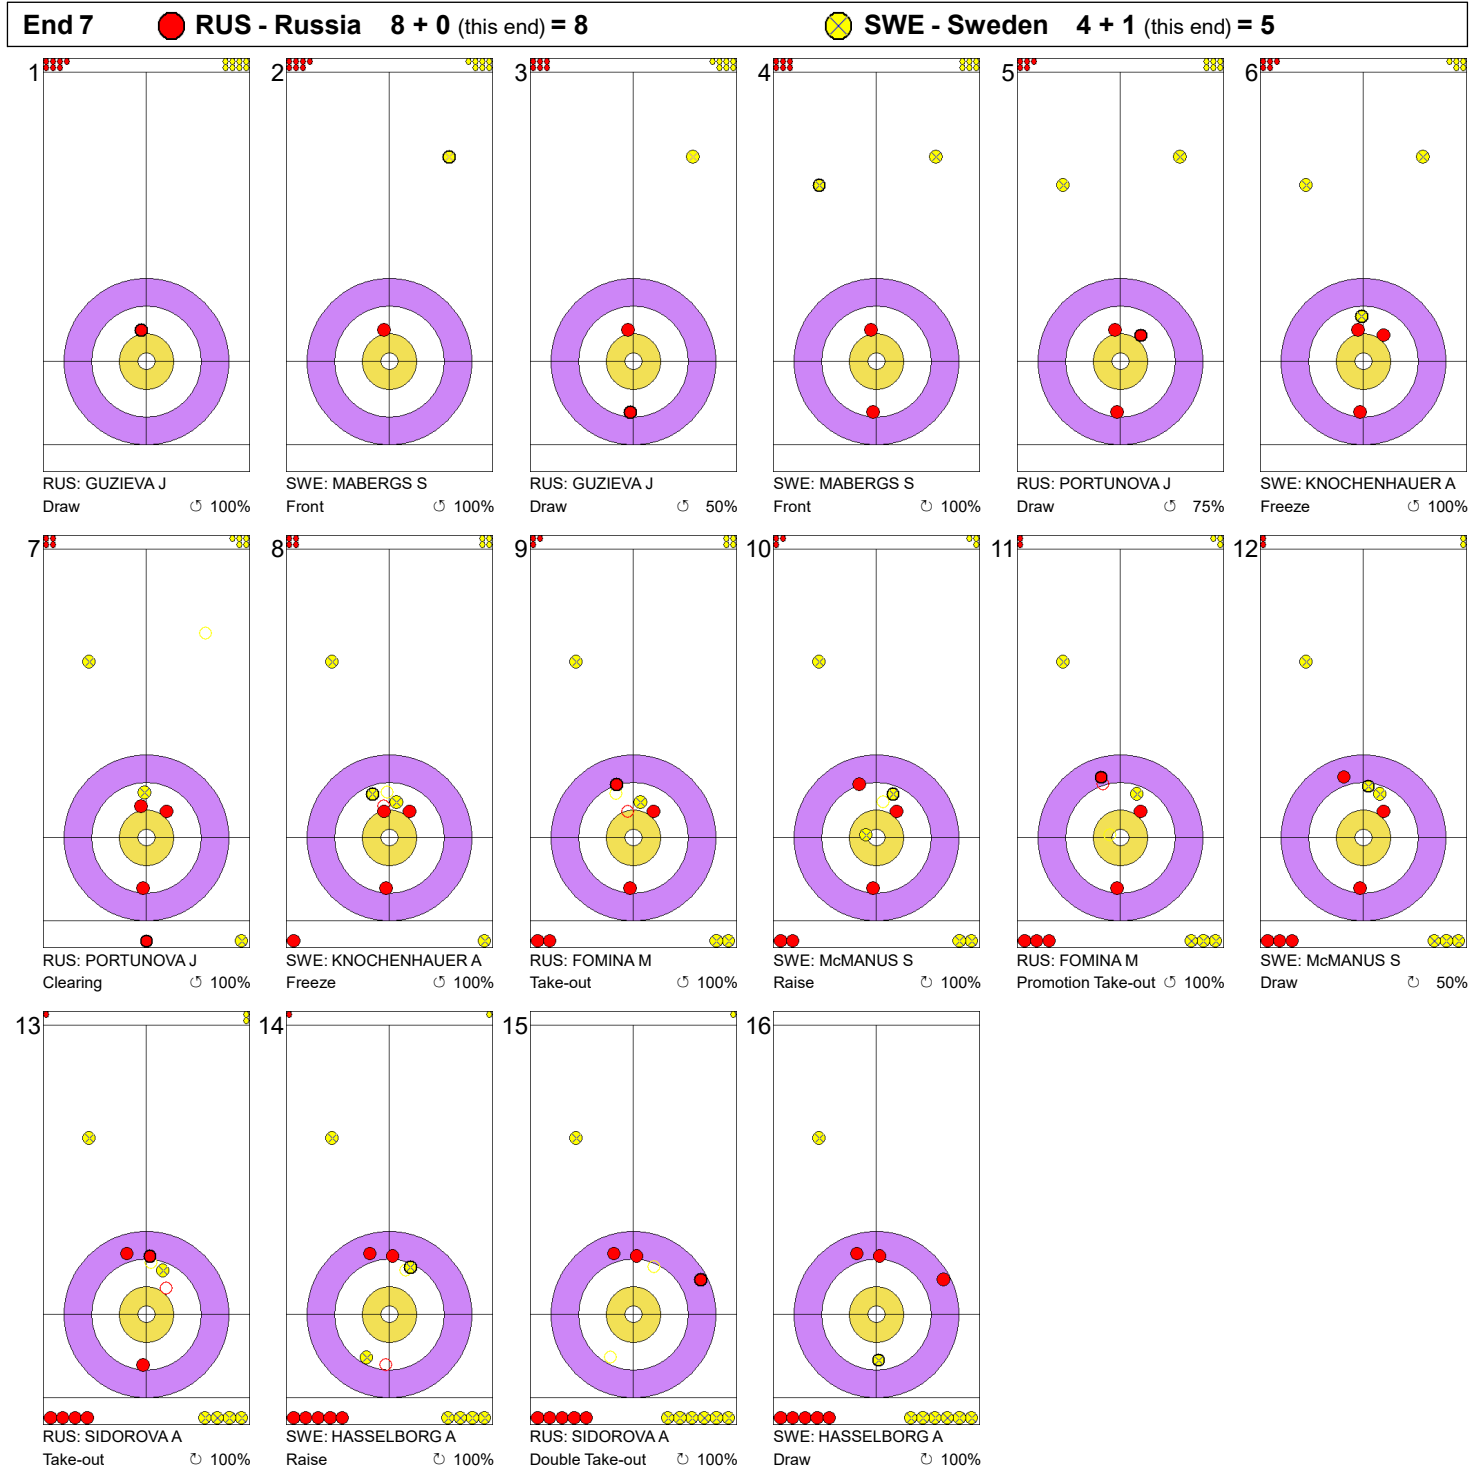 End 7 RUS - Russia 8 + 0 (this end) = 8 SWE - Sweden 4 + 1 (this end) = 5
1 2 3 4 5 6
RUS: GUZIEVA J SWE: MABERGS S RUS: GUZIEVA J SWE: MABERGS S RUS: PORTUNOVA J SWE: KNOCHENHAUER A
Draw ↺ 100% Front ↺ 100% Draw ↺ 50% Front ↻ 100% Draw ↺ 75% Freeze ↻ 100%
7 8 9 10 11 12
RUS: PORTUNOVA J SWE: KNOCHENHAUER A RUS: FOMINA M SWE: McMANUS S RUS: FOMINA M SWE: McMANUS S
Clearing ↺ 100% Freeze ↺ 100% Take-out ↺ 100% Raise ↻ 100% Promotion Take-out ↺ 100% Draw ↻ 50%
13 14 15 16
RUS: SIDOROVA A SWE: HASSELBORG A RUS: SIDOROVA A SWE: HASSELBORG A
Take-out ↻ 100% Raise ↻ 100% Double Take-out ↻ 100% Draw ↻ 100%